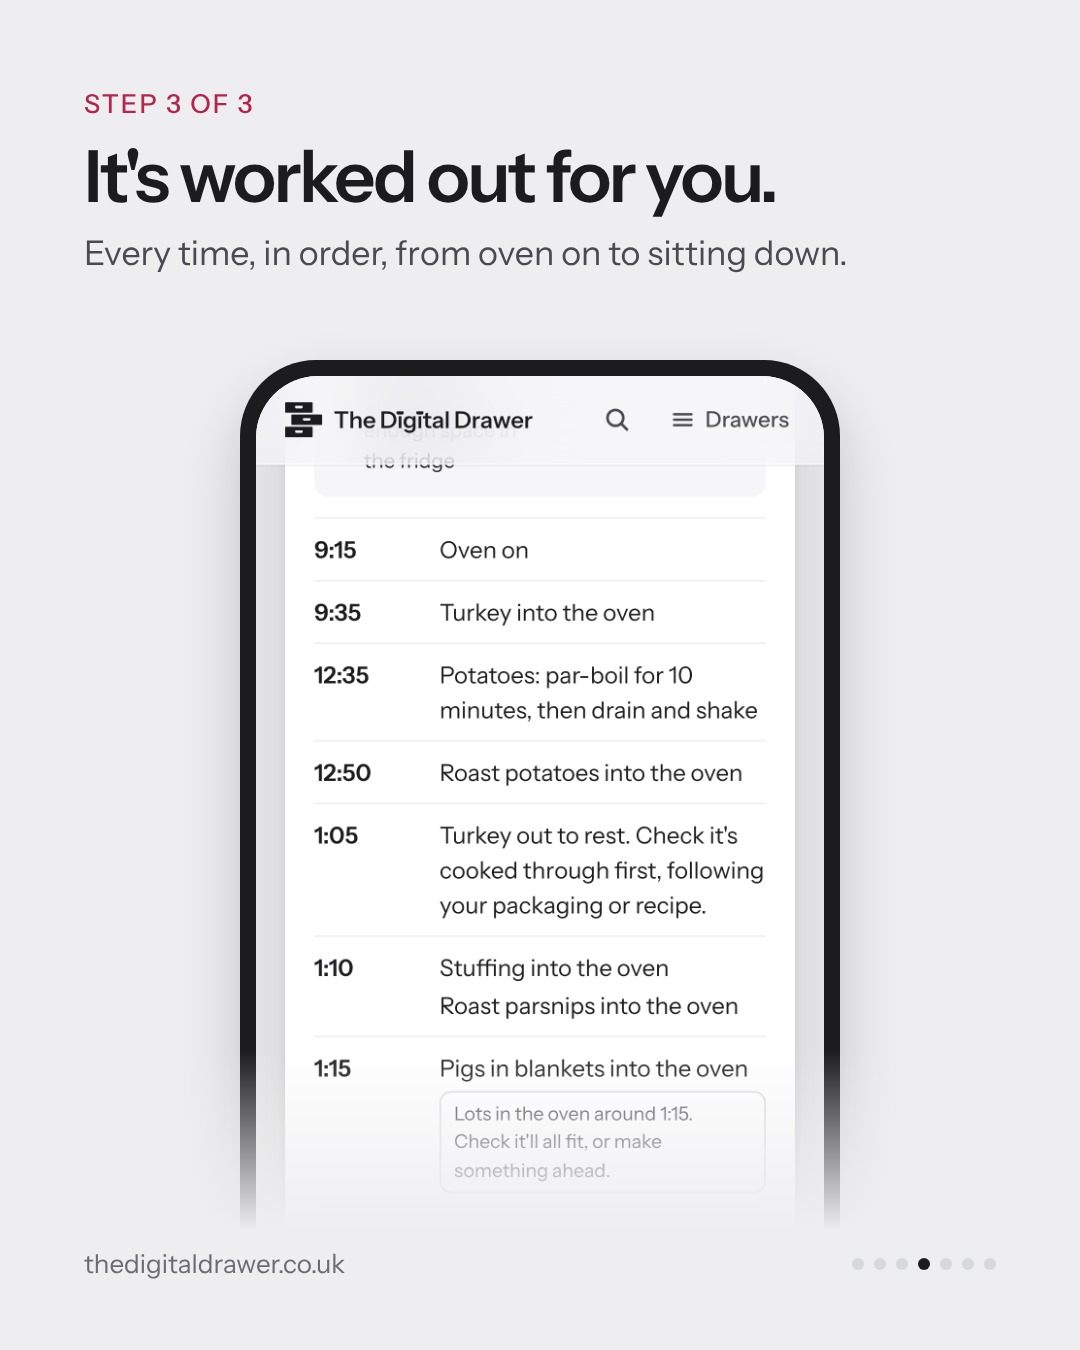 STEP 3 OF 3
It's worked out for you.
Every time, in order, from oven on to sitting down.
The Digital Drawer
Drawers
enough space in
the fridge
9:15 Oven on
9:35 Turkey into the oven
12:35 Potatoes: par-boil for 10
minutes, then drain and shake
12:50 Roast potatoes into the oven
1:05 Turkey out to rest. Check it's
cooked through first, following
your packaging or recipe.
1:10 Stuffing into the oven
Roast parsnips into the oven
1:15 Pigs in blankets into the oven
Lots in the oven around 1:15.
Check it'll all fit, or make
something ahead.
thedigitaldrawer.co.uk